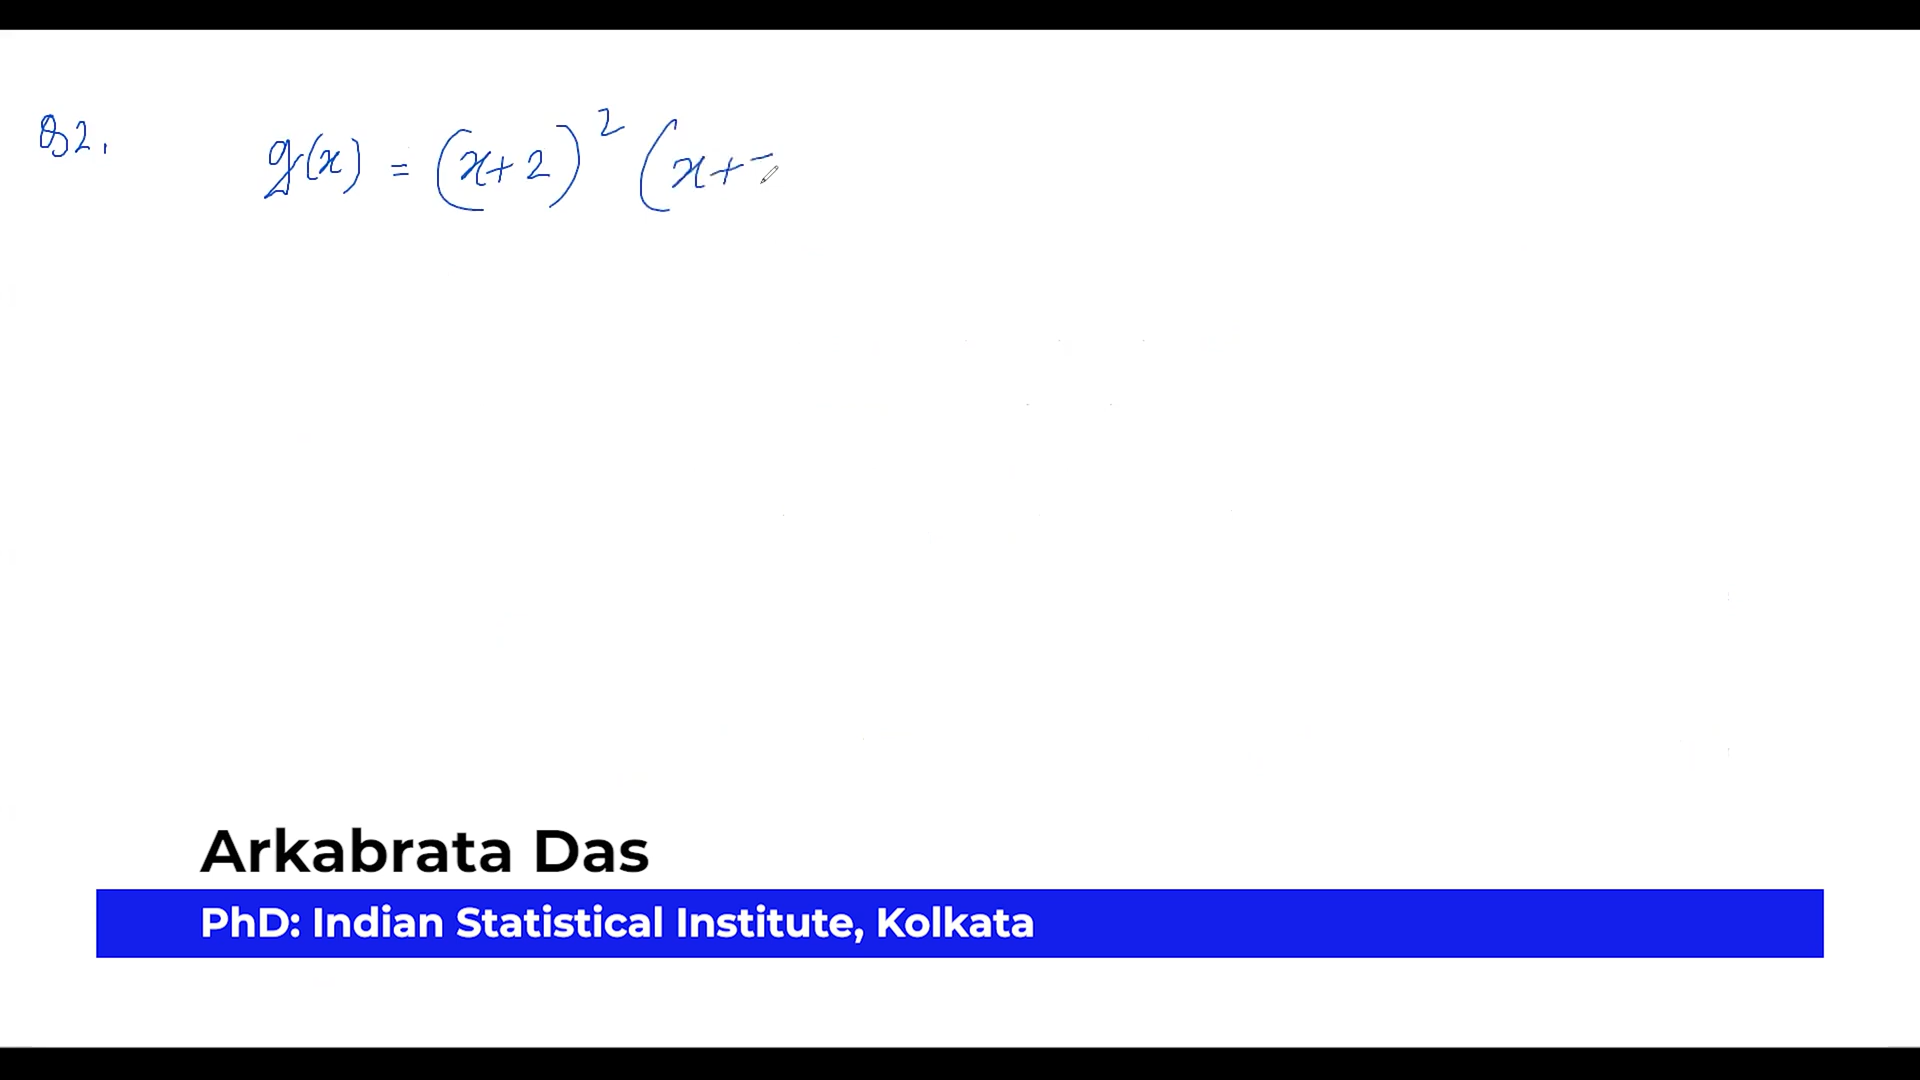 Q2. g(x) = (x+2)² (x+
Arkabrata Das
PhD: Indian Statistical Institute, Kolkata